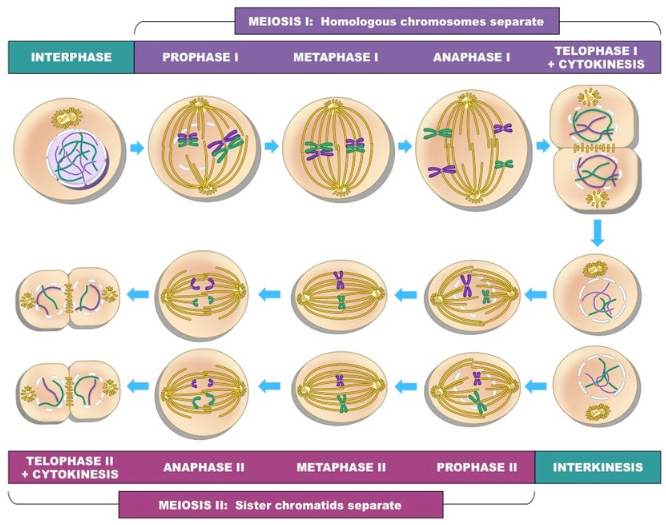 MEIOSIS I: Homologous chromosomes separate
INTERPHASE
PROPHASE I
METAPHASE I
ANAPHASE I
TELOPHASE I
+ CYTOKINESIS
TELOPHASE II
+ CYTOKINESIS
ANAPHASE II
METAPHASE II
PROPHASE II
INTERKINESIS
MEIOSIS II: Sister chromatids separate